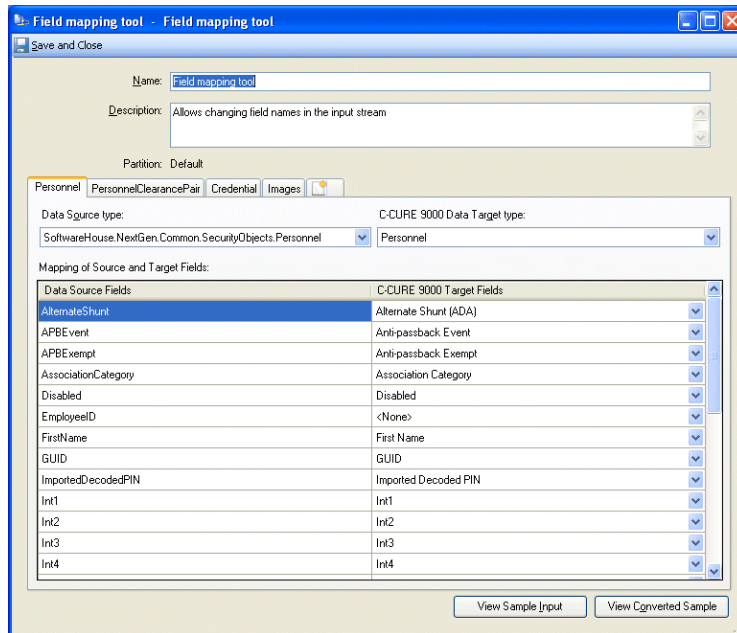 Field mapping tool - Field mapping tool
Save and Close
Name: Field mapping tool
Description: Allows changing field names in the input stream
Partition: Default
Personnel PersonnelClearancePair Credential Images
Data Source type: C-CURE 9000 Data Target type:
SoftwareHouse.NextGen.Common.SecurityObjects.Personnel Personnel
Mapping of Source and Target Fields:
Data Source Fields C-CURE 9000 Target Fields
AlternateShunt Alternate Shunt (ADA)
APBEvent Anti-passback Event
APBExempt Anti-passback Exempt
AssociationCategory Association Category
Disabled Disabled
EmployeeID <None>
FirstName First Name
GUID GUID
ImportedDecodedPIN Imported Decoded PIN
Int1 Int1
Int2 Int2
Int3 Int3
Int4 Int4
View Sample Input View Converted Sample